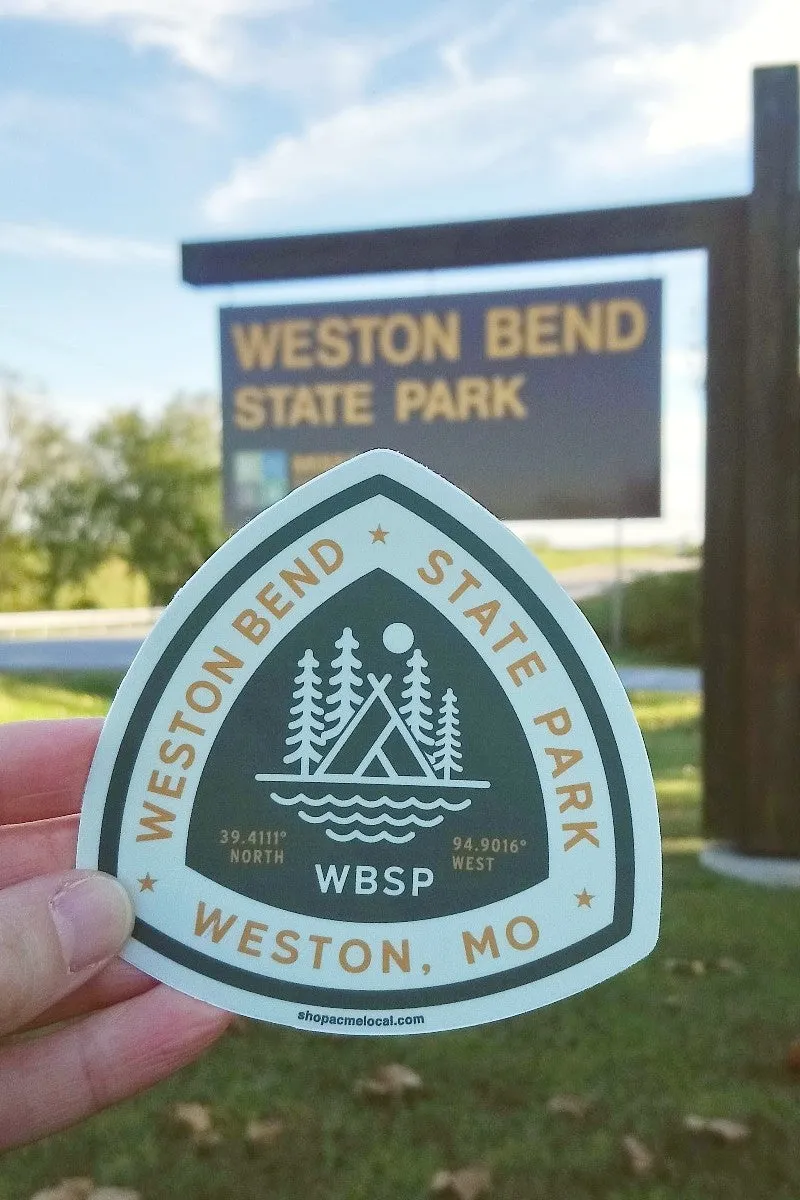 WESTON BEND
STATE PARK
WESTON BEND STATE PARK
39.4111°
NORTH
94.9016°
WEST
WBSP
WESTON, MO
shopacmelocal.com